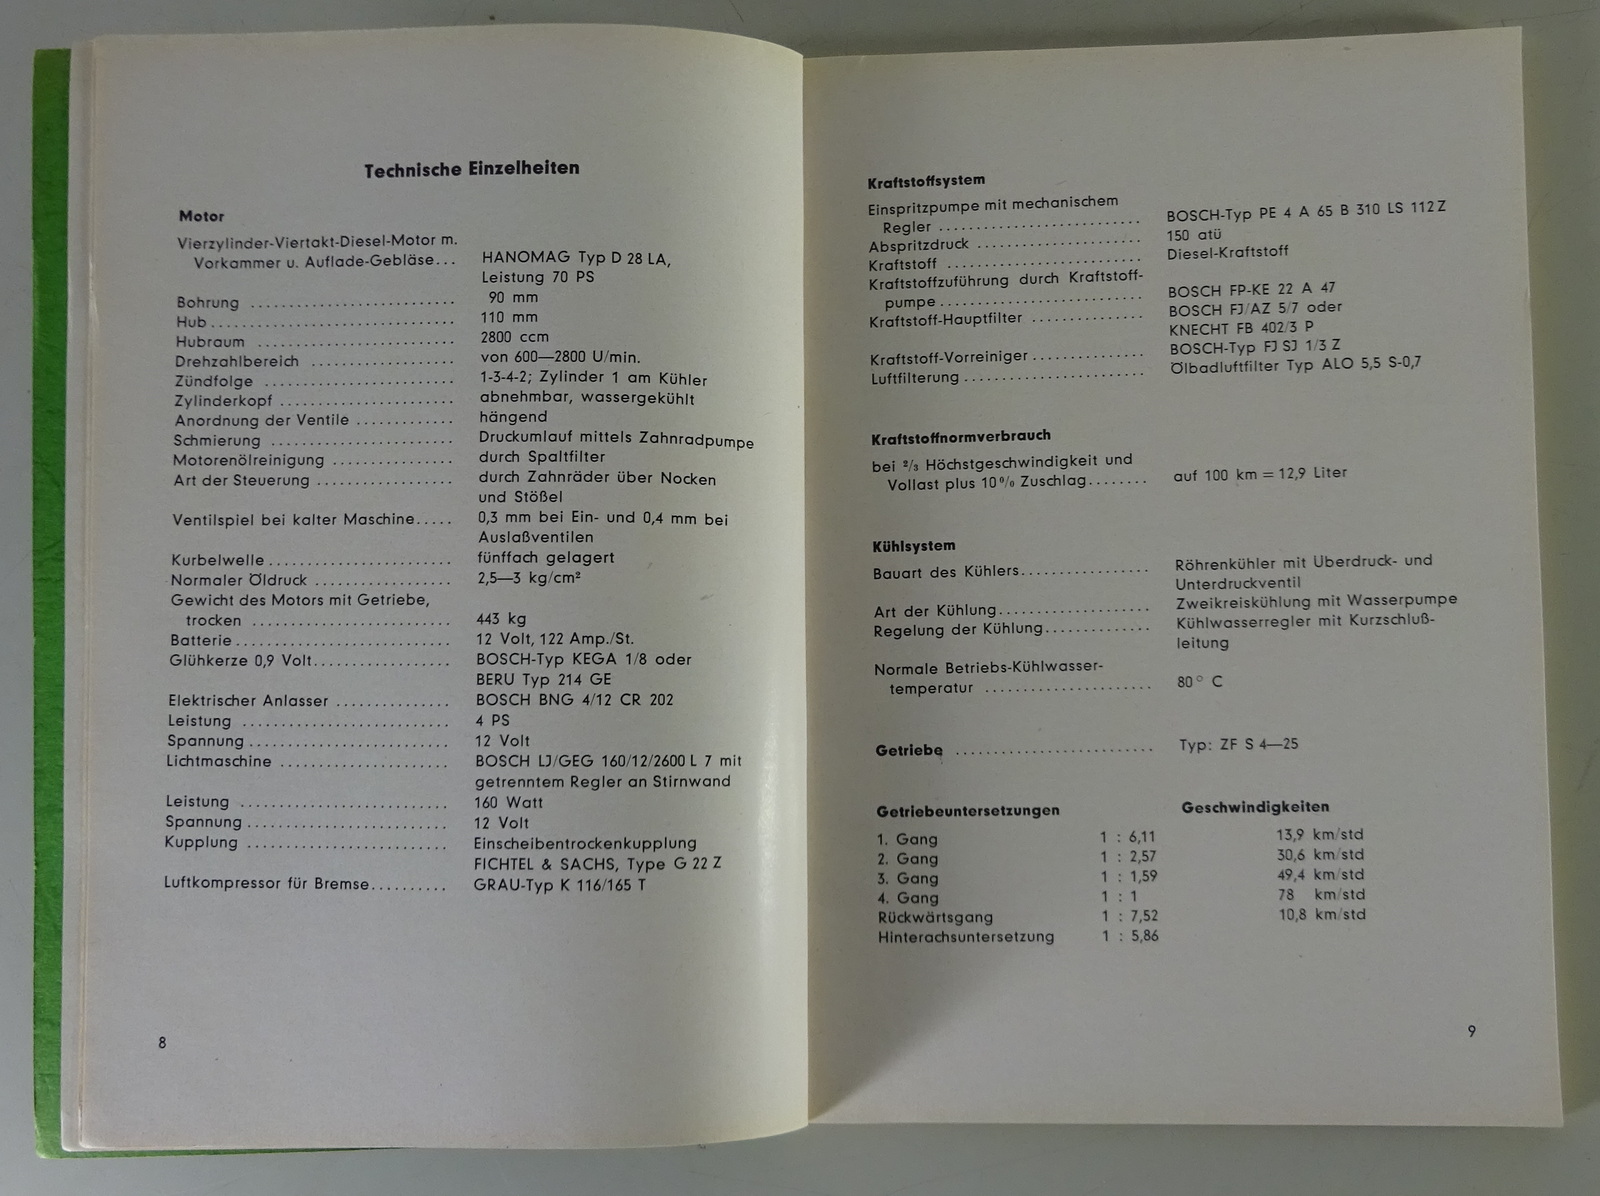 Technische Einzelheiten
Motor
Vierzylinder-Viertakt-Diesel-Motor m.
Vorkammer u. Auflade-Gebläse... HANOMAG Typ D 28 LA,
Leistung 70 PS
Bohrung .......................... 90 mm
Hub............................... 110 mm
Hubraum .......................... 2800 ccm
Drehzahlbereich .................. von 600—2800 U/min.
Zündfolge ........................ 1-3-4-2; Zylinder 1 am Kühler
Zylinderkopf ....................... abnehmbar, wassergekühlt
Anordnung der Ventile ............ hängend
Schmierung ....................... Druckumlauf mittels Zahnradpumpe
Motorenölreinigung ............... durch Spaltfilter
Art der Steuerung ................. durch Zahnräder über Nocken
und Stößel
Ventilspiel bei kalter Maschine..... 0,3 mm bei Ein- und 0,4 mm bei
Auslaßventilen
Kurbelwelle....................... fünffach gelagert
Normaler Öldruck ................. 2,5—3 kg/cm²
Gewicht des Motors mit Getriebe,
trocken ......................... 443 kg
Batterie........................... 12 Volt, 122 Amp./St.
Glühkerze 0,9 Volt................. BOSCH-Typ KEGA 1/8 oder
BERU Typ 214 GE
Elektrischer Anlasser ............... BOSCH BNG 4/12 CR 202
Leistung .......................... 4 PS
Spannung ......................... 12 Volt
Lichtmaschine ..................... BOSCH LJ/GEG 160/12/2600 L 7 mit
getrenntem Regler an Stirnwand
Leistung .......................... 160 Watt
Spannung ......................... 12 Volt
Kupplung ......................... Einscheibentrockenkupplung
FICHTEL & SACHS, Type G 22 Z
Luftkompressor für Bremse.......... GRAU-Typ K 116/165 T
8
Kraftstoffsystem
Einspritzpumpe mit mechanischem
Regler ........................... BOSCH-Typ PE 4 A 65 B 310 LS 112 Z
Abspritzdruck ..................... 150 atü
Kraftstoff ......................... Diesel-Kraftstoff
Kraftstoffzuführung durch Kraftstoff-
pumpe ........................... BOSCH FP-KE 22 A 47
Kraftstoff-Hauptfilter ............... BOSCH FJ/AZ 5/7 oder
KNECHT FB 402/3 P
Kraftstoff-Vorreiniger ............... BOSCH-Typ FJ SJ 1/3 Z
Luftfilterung ........................ Ölbadluftfilter Typ ALO 5,5 S-0,7
Kraftstoffnormverbrauch
bei ²/₃ Höchstgeschwindigkeit und
Vollast plus 10% Zuschlag........ auf 100 km = 12,9 Liter
Kühlsystem
Bauart des Kühlers................. Röhrenkühler mit Uberdruck- und
Unterdruckventil
Art der Kühlung.................... Zweikreiskühlung mit Wasserpumpe
Regelung der Kühlung.............. Kühlwasserregler mit Kurzschluß-
leitung
Normale Betriebs-Kühlwasser-
temperatur ...................... 80° C
Getriebe .......................... Typ: ZF S 4—25
Getriebeuntersetzungen Geschwindigkeiten
1. Gang 1 : 6,11 13,9 km/std
2. Gang 1 : 2,57 30,6 km/std
3. Gang 1 : 1,59 49,4 km/std
4. Gang 1 : 1 78 km/std
Rückwärtsgang 1 : 7,52 10,8 km/std
Hinterachsuntersetzung 1 : 5,86
9